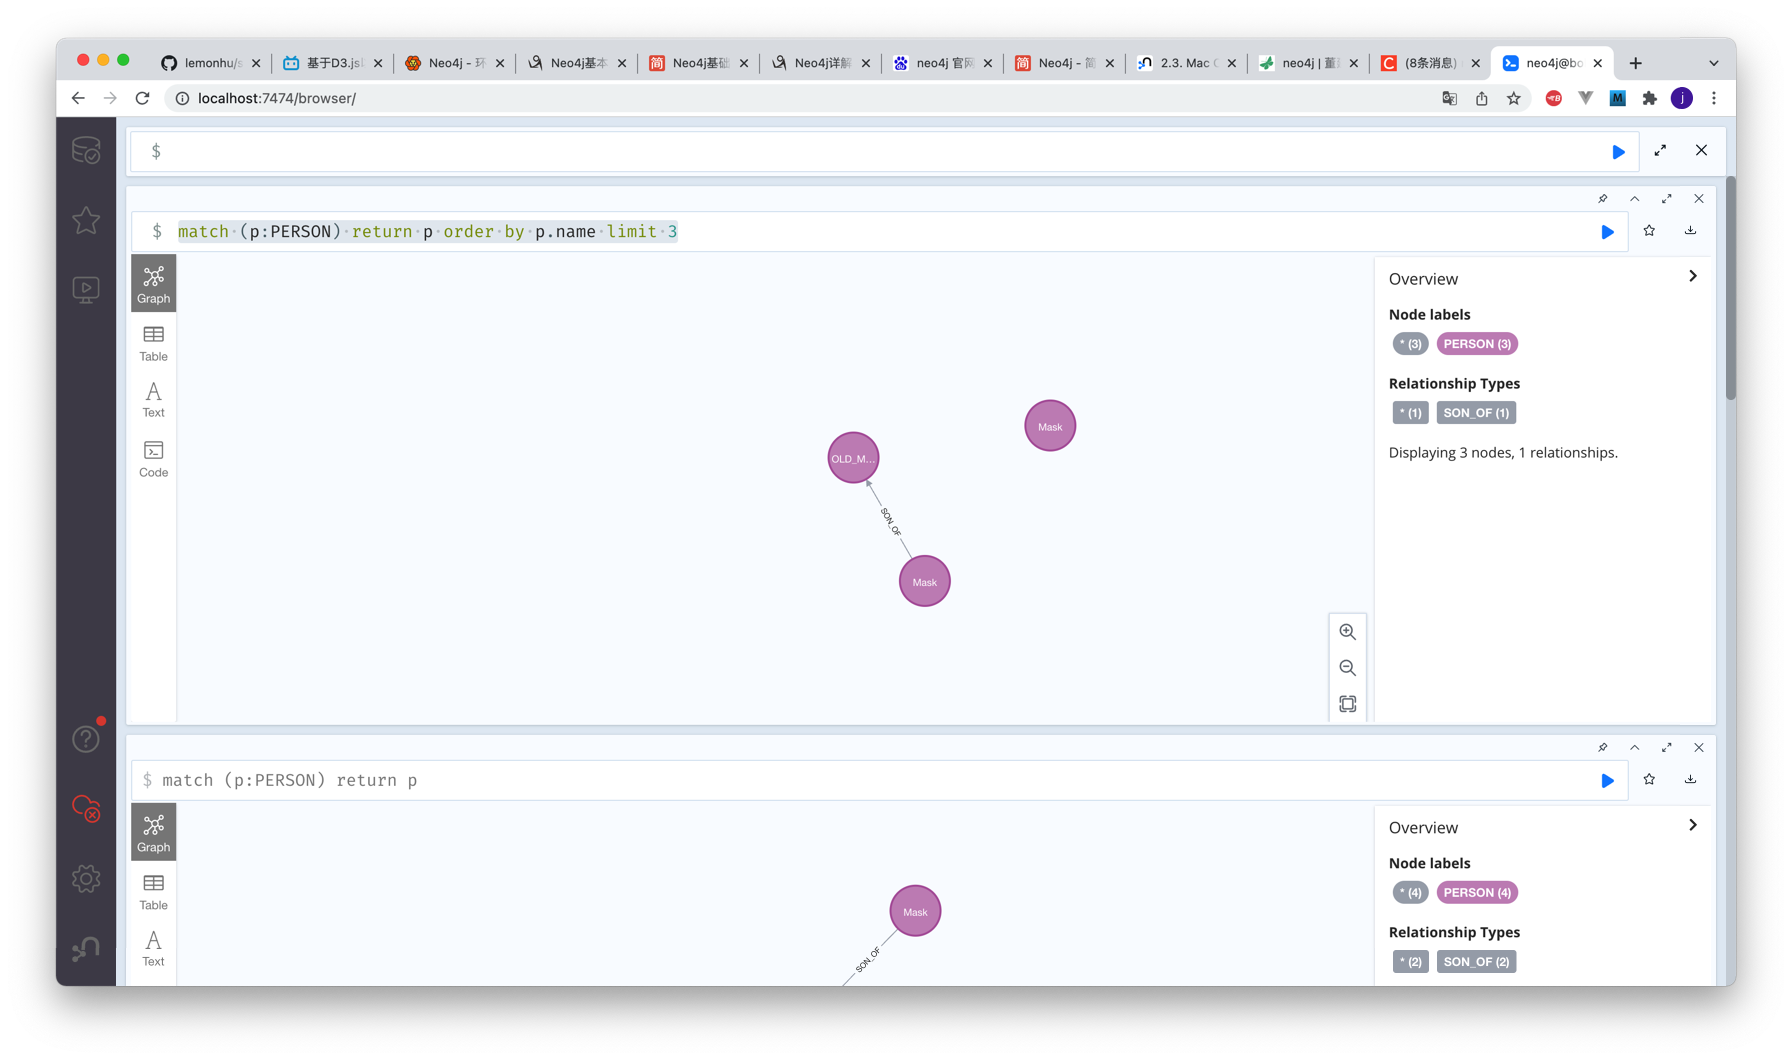 lemonhu/s
基于D3.js
Neo4j - 环
Neo4j基本
Neo4j基础
Neo4j详解
neo4j 官网
Neo4j - 简
2.3. Mac O
neo4j | 董
(8条消息)
neo4j@bo
localhost:7474/browser/
j
$
$ match (p:PERSON) return p order by p.name limit 3
Graph
Table
Text
Code
OLD_M...
Mask
SON_OF
Mask
Overview
Node labels
* (3) PERSON (3)
Relationship Types
* (1) SON_OF (1)
Displaying 3 nodes, 1 relationships.
$ match (p:PERSON) return p
Graph
Table
Text
Mask
SON_OF
Overview
Node labels
* (4) PERSON (4)
Relationship Types
* (2) SON_OF (2)